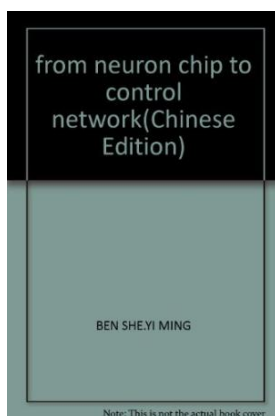 from neuron chip to
control
network(Chinese
Edition)
BEN SHE.YI MING
Note: This is not the actual book cover